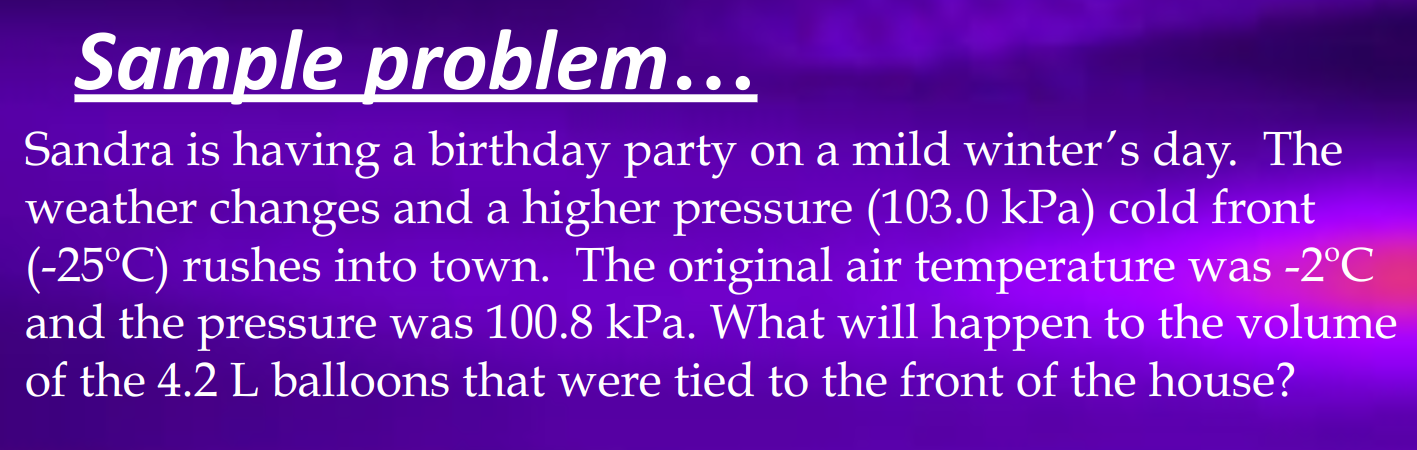 Sample problem…
Sandra is having a birthday party on a mild winter’s day.  The
weather changes and a higher pressure (103.0 kPa) cold front
(-25ºC) rushes into town.  The original air temperature was -2ºC
and the pressure was 100.8 kPa. What will happen to the volume
of the 4.2 L balloons that were tied to the front of the house?